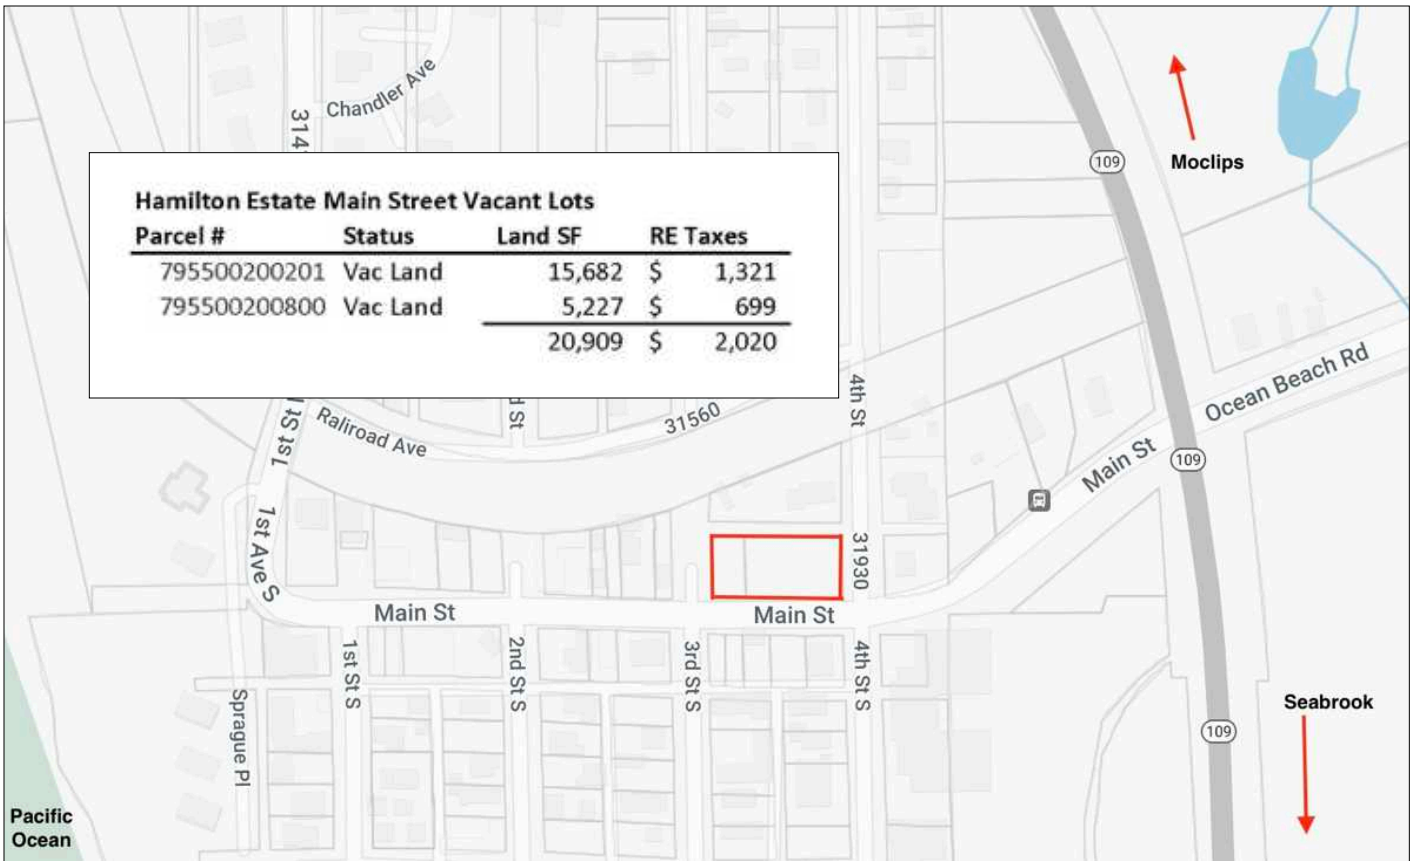 Chandler Ave
109
Moclips
Hamilton Estate Main Street Vacant Lots
Parcel # Status Land SF RE Taxes
795500200201 Vac Land 15,682 $ 1,321
795500200800 Vac Land 5,227 $ 699
20,909 $ 2,020
Ocean Beach Rd
4th St
31560
Raliroad Ave
Main St
109
1st Ave S
31930
Main St
Main St
1st St S
2nd St S
3rd St S
4th St S
Sprague Pl
Seabrook
109
Pacific
Ocean